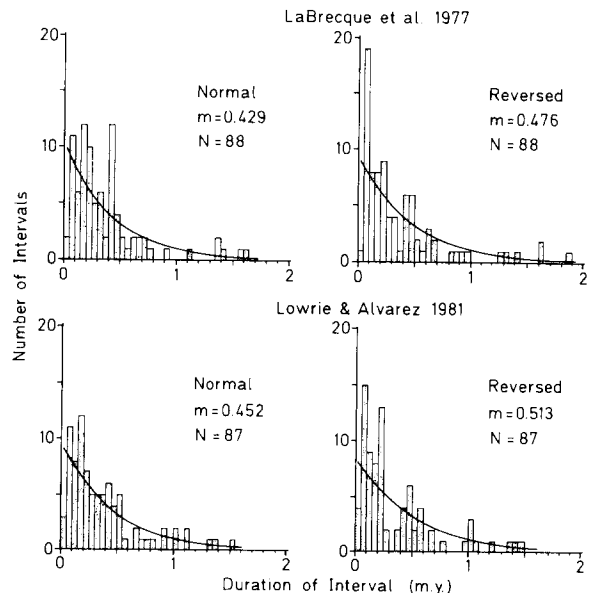 LaBrecque et al. 1977
Number of Intervals
20
10
0
0
1
2
Normal
m=0.429
N = 88
20
10
0
0
1
2
Reversed
m=0.476
N = 88
Lowrie & Alvarez 1981
20
10
0
0
1
2
Normal
m=0.452
N = 87
20
10
0
0
1
2
Reversed
m=0.513
N = 87
Duration of Interval (m.y.)